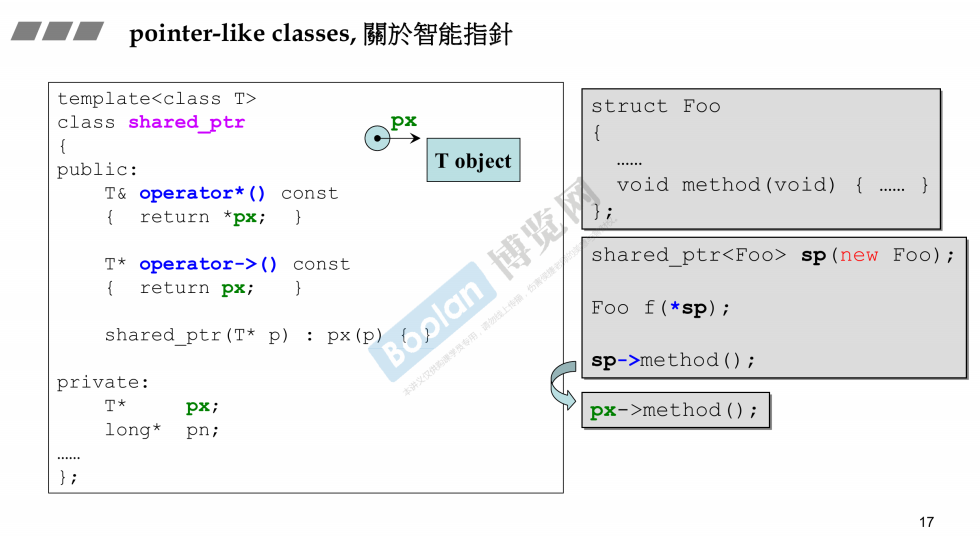 pointer-like classes, 關於智能指針
template<class T>
class shared_ptr
{
public:
T& operator*() const
{ return *px; }
T* operator->() const
{ return px; }
shared_ptr(T* p) : px(p) { }
private:
T* px;
long* pn;
……
};
px
T object
struct Foo
{
……
void method(void) { …… }
};
shared_ptr<Foo> sp(new Foo);
Foo f(*sp);
sp->method();
px->method();
Boolan 博览网
17